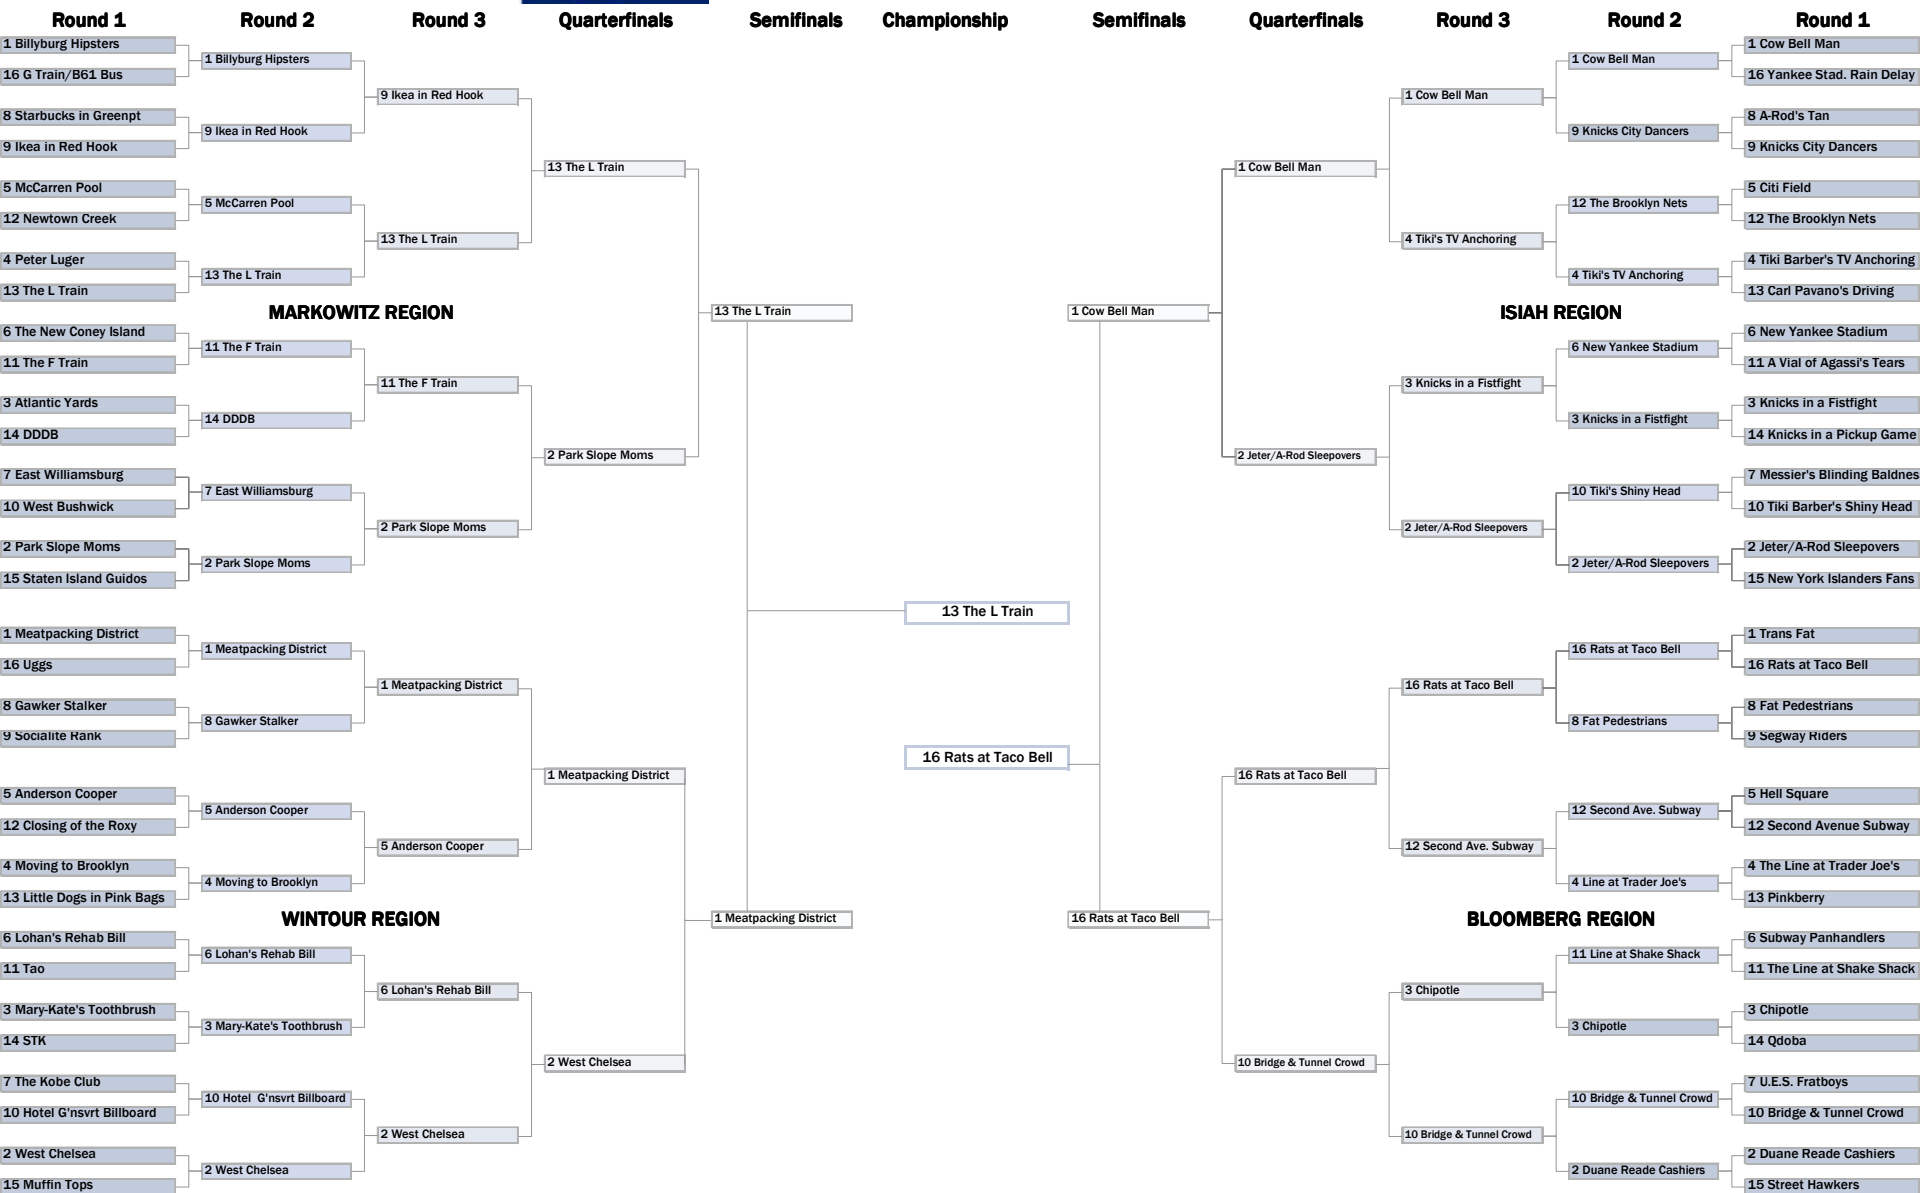 Round 1
Round 2
Round 3
Quarterfinals
Semifinals
Championship
Semifinals
Quarterfinals
Round 3
Round 2
Round 1
1 Billyburg Hipsters
16 G Train/B61 Bus
8 Starbucks in Greenpt
9 Ikea in Red Hook
5 McCarren Pool
12 Newtown Creek
4 Peter Luger
13 The L Train
6 The New Coney Island
11 The F Train
3 Atlantic Yards
14 DDDB
7 East Williamsburg
10 West Bushwick
2 Park Slope Moms
15 Staten Island Guidos
1 Meatpacking District
16 Uggs
8 Gawker Stalker
9 Socialite Rank
5 Anderson Cooper
12 Closing of the Roxy
4 Moving to Brooklyn
13 Little Dogs in Pink Bags
6 Lohan's Rehab Bill
11 Tao
3 Mary-Kate's Toothbrush
14 STK
7 The Kobe Club
10 Hotel G'nsvrt Billboard
2 West Chelsea
15 Muffin Tops
1 Billyburg Hipsters
9 Ikea in Red Hook
5 McCarren Pool
13 The L Train
MARKOWITZ REGION
11 The F Train
14 DDDB
7 East Williamsburg
2 Park Slope Moms
1 Meatpacking District
8 Gawker Stalker
5 Anderson Cooper
4 Moving to Brooklyn
WINTOUR REGION
6 Lohan's Rehab Bill
3 Mary-Kate's Toothbrush
10 Hotel G'nsvrt Billboard
2 West Chelsea
9 Ikea in Red Hook
13 The L Train
11 The F Train
2 Park Slope Moms
1 Meatpacking District
5 Anderson Cooper
6 Lohan's Rehab Bill
2 West Chelsea
13 The L Train
2 Park Slope Moms
1 Meatpacking District
2 West Chelsea
13 The L Train
1 Meatpacking District
13 The L Train
16 Rats at Taco Bell
1 Cow Bell Man
16 Rats at Taco Bell
1 Cow Bell Man
2 Jeter/A-Rod Sleepovers
16 Rats at Taco Bell
10 Bridge & Tunnel Crowd
1 Cow Bell Man
4 Tiki's TV Anchoring
3 Knicks in a Fistfight
2 Jeter/A-Rod Sleepovers
16 Rats at Taco Bell
12 Second Ave. Subway
3 Chipotle
10 Bridge & Tunnel Crowd
1 Cow Bell Man
9 Knicks City Dancers
12 The Brooklyn Nets
4 Tiki's TV Anchoring
ISIAH REGION
6 New Yankee Stadium
3 Knicks in a Fistfight
10 Tiki's Shiny Head
2 Jeter/A-Rod Sleepovers
16 Rats at Taco Bell
8 Fat Pedestrians
12 Second Ave. Subway
4 Line at Trader Joe's
BLOOMBERG REGION
11 Line at Shake Shack
3 Chipotle
10 Bridge & Tunnel Crowd
2 Duane Reade Cashiers
1 Cow Bell Man
16 Yankee Stad. Rain Delay
8 A-Rod's Tan
9 Knicks City Dancers
5 Citi Field
12 The Brooklyn Nets
4 Tiki Barber's TV Anchoring
13 Carl Pavano's Driving
6 New Yankee Stadium
11 A Vial of Agassi's Tears
3 Knicks in a Fistfight
14 Knicks in a Pickup Game
7 Messier's Blinding Baldnes
10 Tiki Barber's Shiny Head
2 Jeter/A-Rod Sleepovers
15 New York Islanders Fans
1 Trans Fat
16 Rats at Taco Bell
8 Fat Pedestrians
9 Segway Riders
5 Hell Square
12 Second Avenue Subway
4 The Line at Trader Joe's
13 Pinkberry
6 Subway Panhandlers
11 The Line at Shake Shack
3 Chipotle
14 Qdoba
7 U.E.S. Fratboys
10 Bridge & Tunnel Crowd
2 Duane Reade Cashiers
15 Street Hawkers